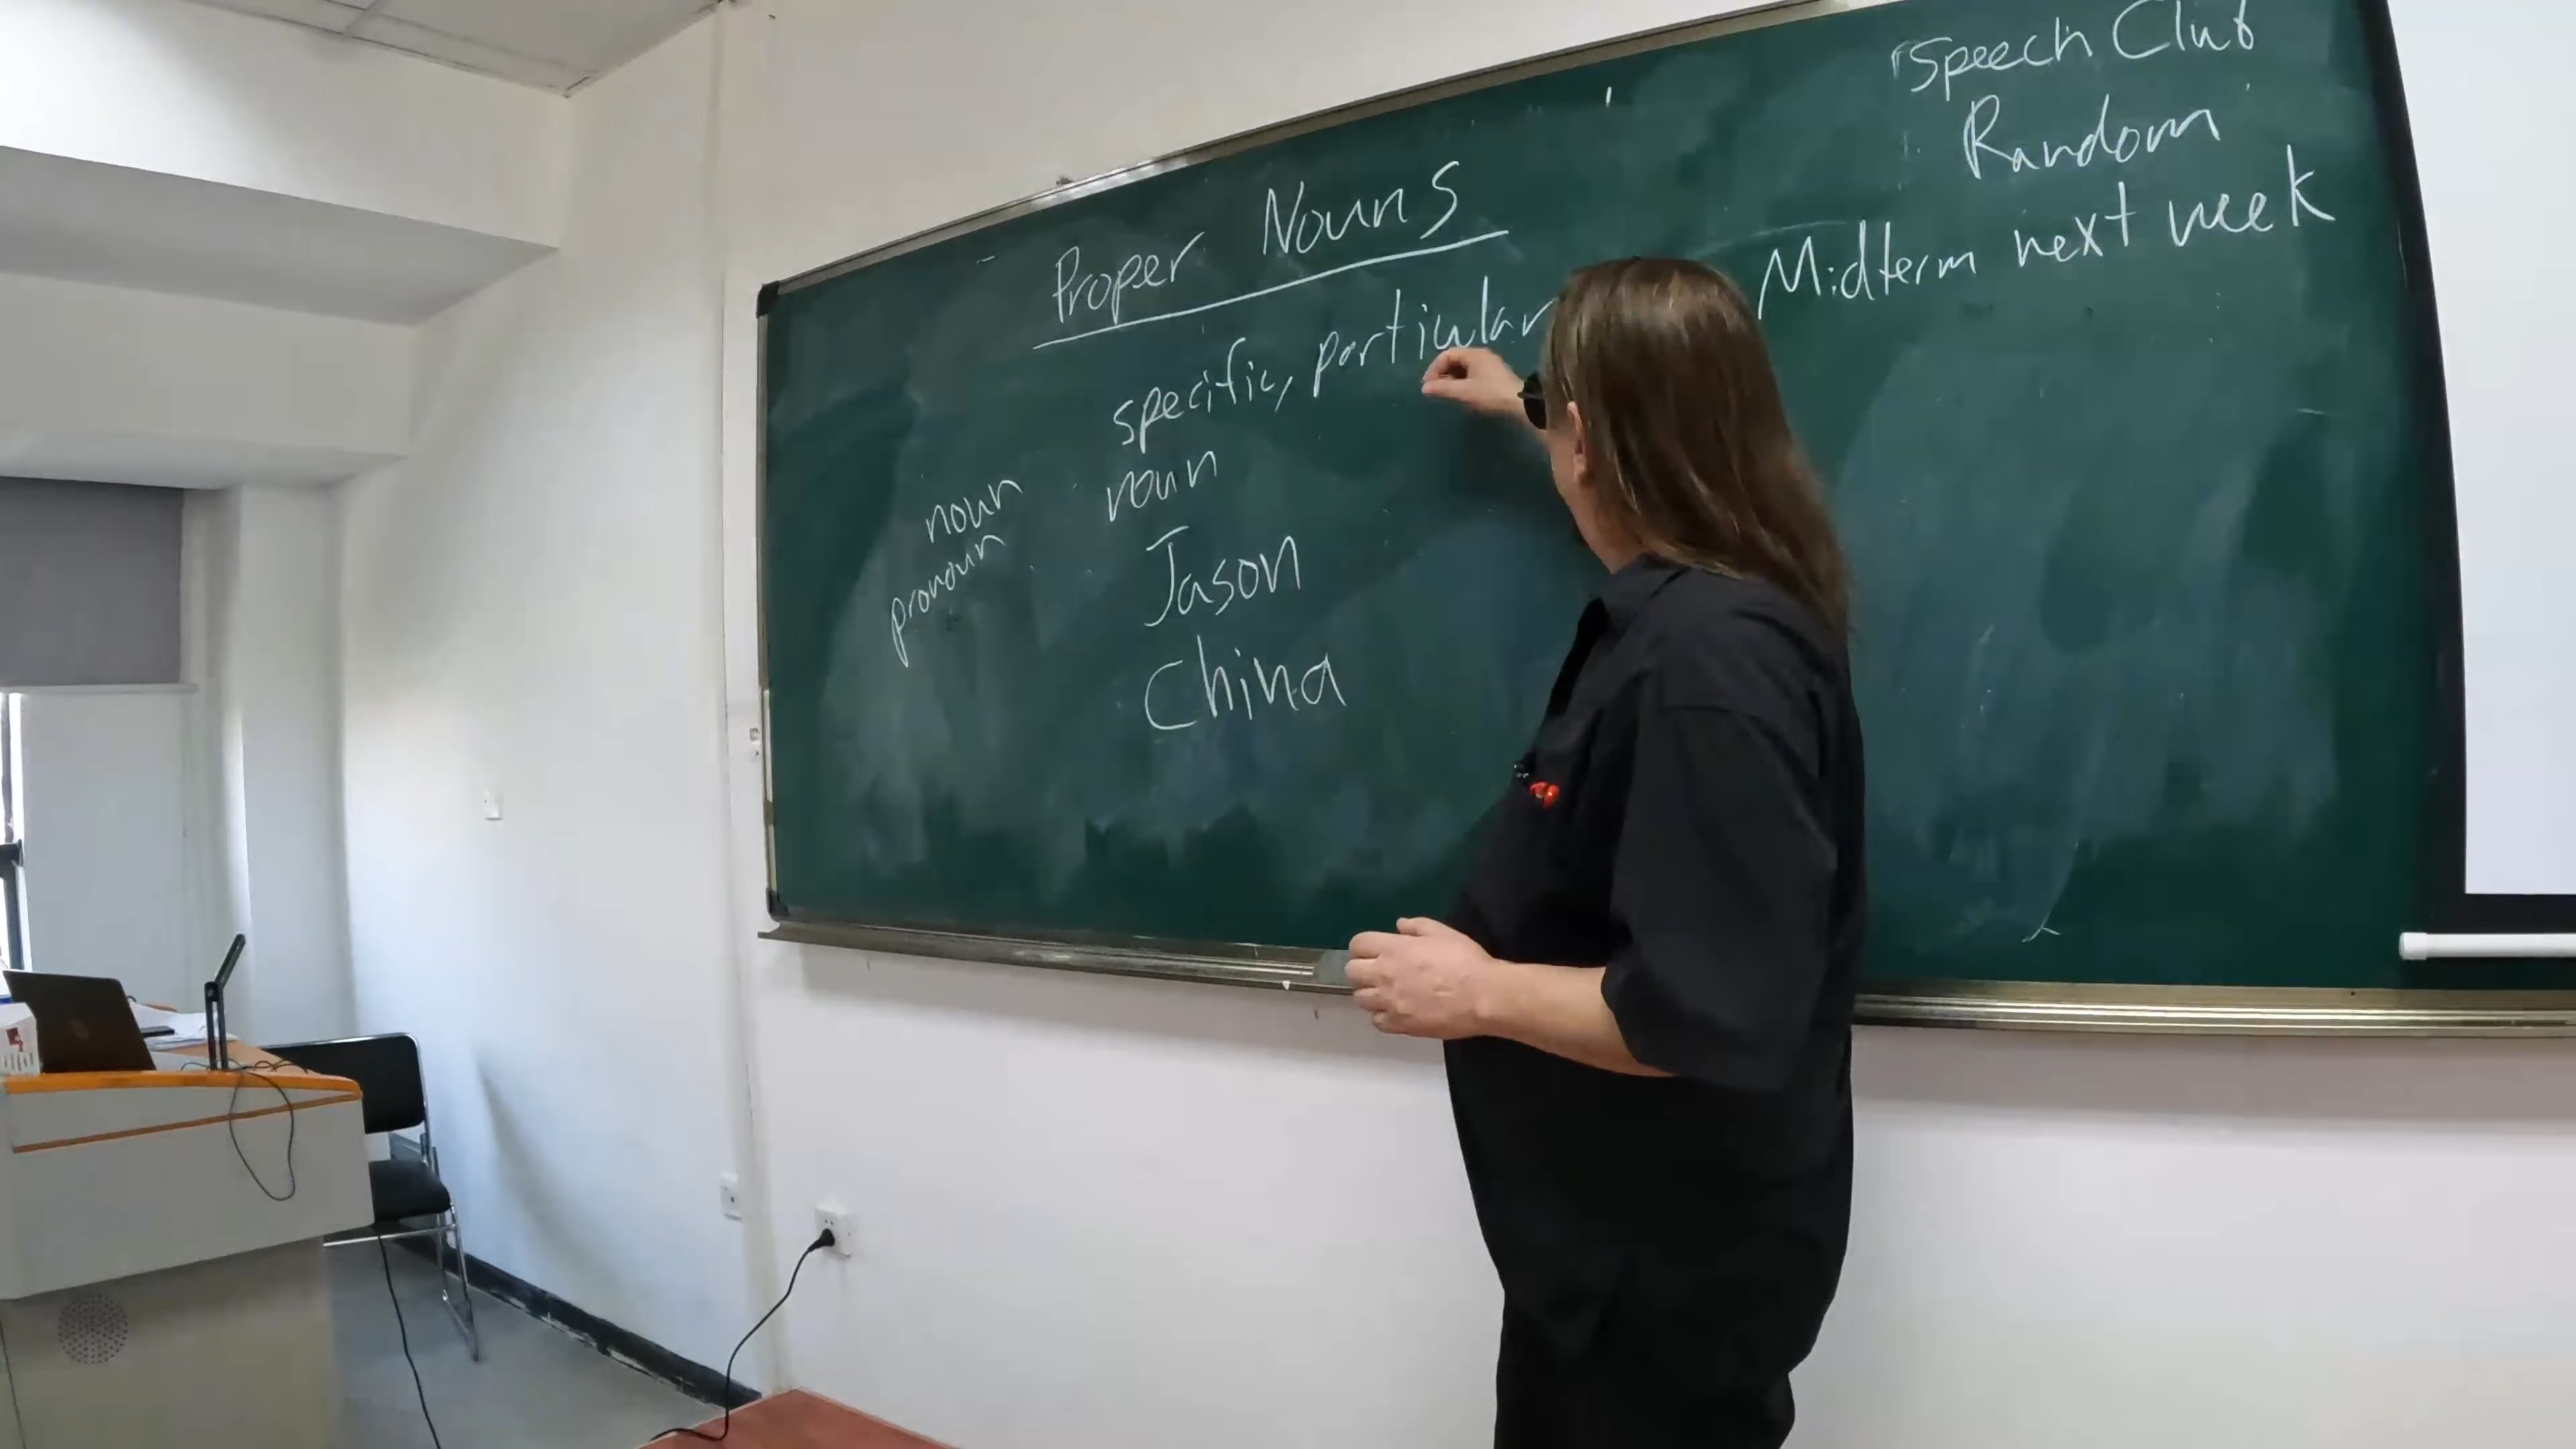 Proper Nouns
specific, particular
noun
noun
pronoun
Jason
China
Speech Club
Random
Midterm next week